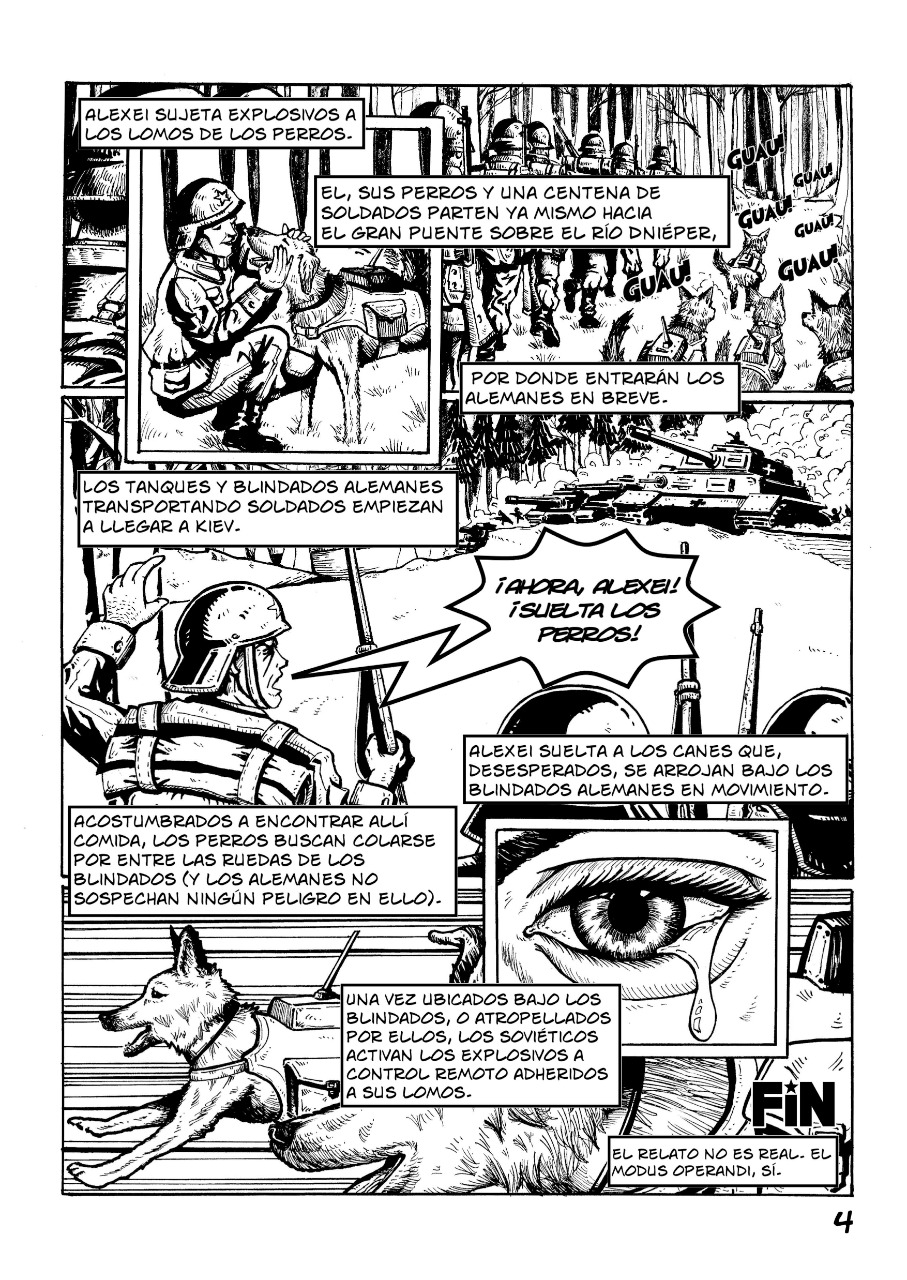 ALEXEI SUJETA EXPLOSIVOS A
LOS LOMOS DE LOS PERROS.
EL, SUS PERROS Y UNA CENTENA DE
SOLDADOS PARTEN YA MISMO HACIA
EL GRAN PUENTE SOBRE EL RÍO DNIÉPER,
GUAU!
GUAU!
GUAU!
GUAU!
GUAU!
GUAU!
POR DONDE ENTRARÁN LOS
ALEMANES EN BREVE.
LOS TANQUES Y BLINDADOS ALEMANES
TRANSPORTANDO SOLDADOS EMPIEZAN
A LLEGAR A KIEV.
¡AHORA, ALEXEI!
¡SUELTA LOS
PERROS!
ALEXEI SUELTA A LOS CANES QUE,
DESESPERADOS, SE ARROJAN BAJO LOS
BLINDADOS ALEMANES EN MOVIMIENTO.
ACOSTUMBRADOS A ENCONTRAR ALLÍ
COMIDA, LOS PERROS BUSCAN COLARSE
POR ENTRE LAS RUEDAS DE LOS
BLINDADOS (Y LOS ALEMANES NO
SOSPECHAN NINGÚN PELIGRO EN ELLO).
UNA VEZ UBICADOS BAJO LOS
BLINDADOS, O ATROPELLADOS
POR ELLOS, LOS SOVIÉTICOS
ACTIVAN LOS EXPLOSIVOS A
CONTROL REMOTO ADHERIDOS
A SUS LOMOS.
FIN
EL RELATO NO ES REAL. EL
MODUS OPERANDI, SÍ.
4